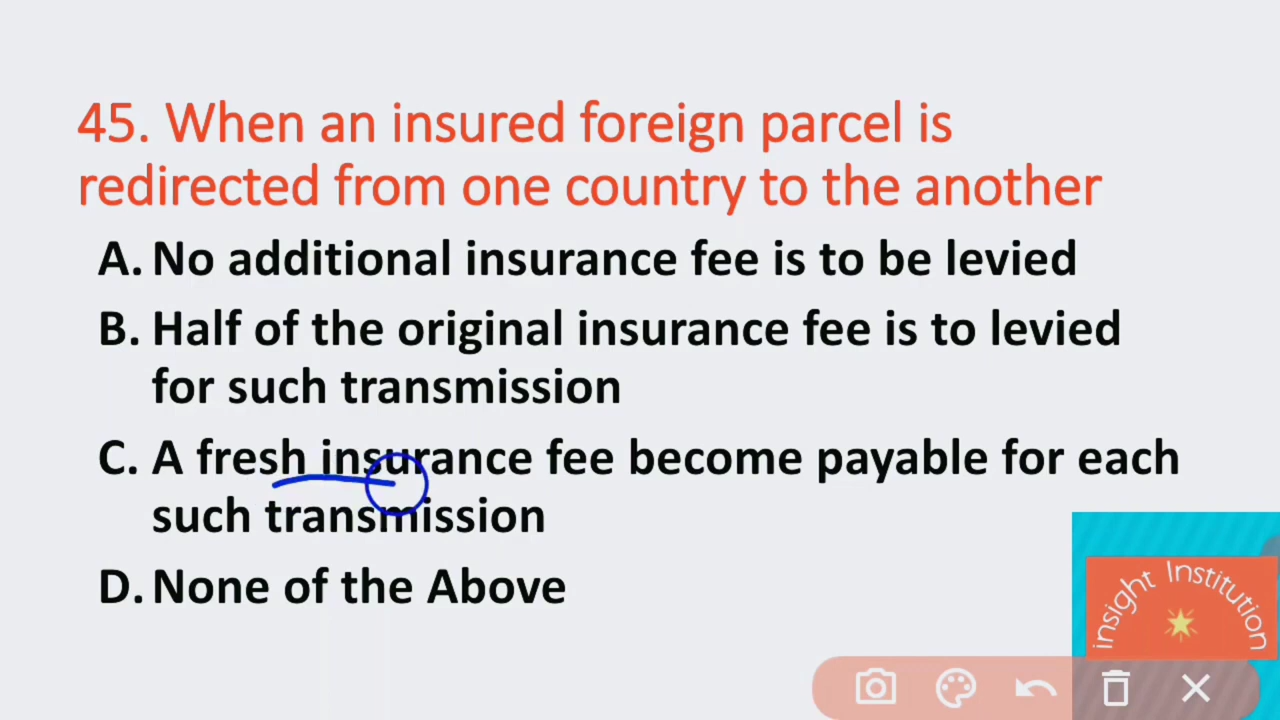 45. When an insured foreign parcel is
redirected from one country to the another
A. No additional insurance fee is to be levied
B. Half of the original insurance fee is to levied
for such transmission
C. A fresh insurance fee become payable for each
such transmission
D. None of the Above
insight Institution